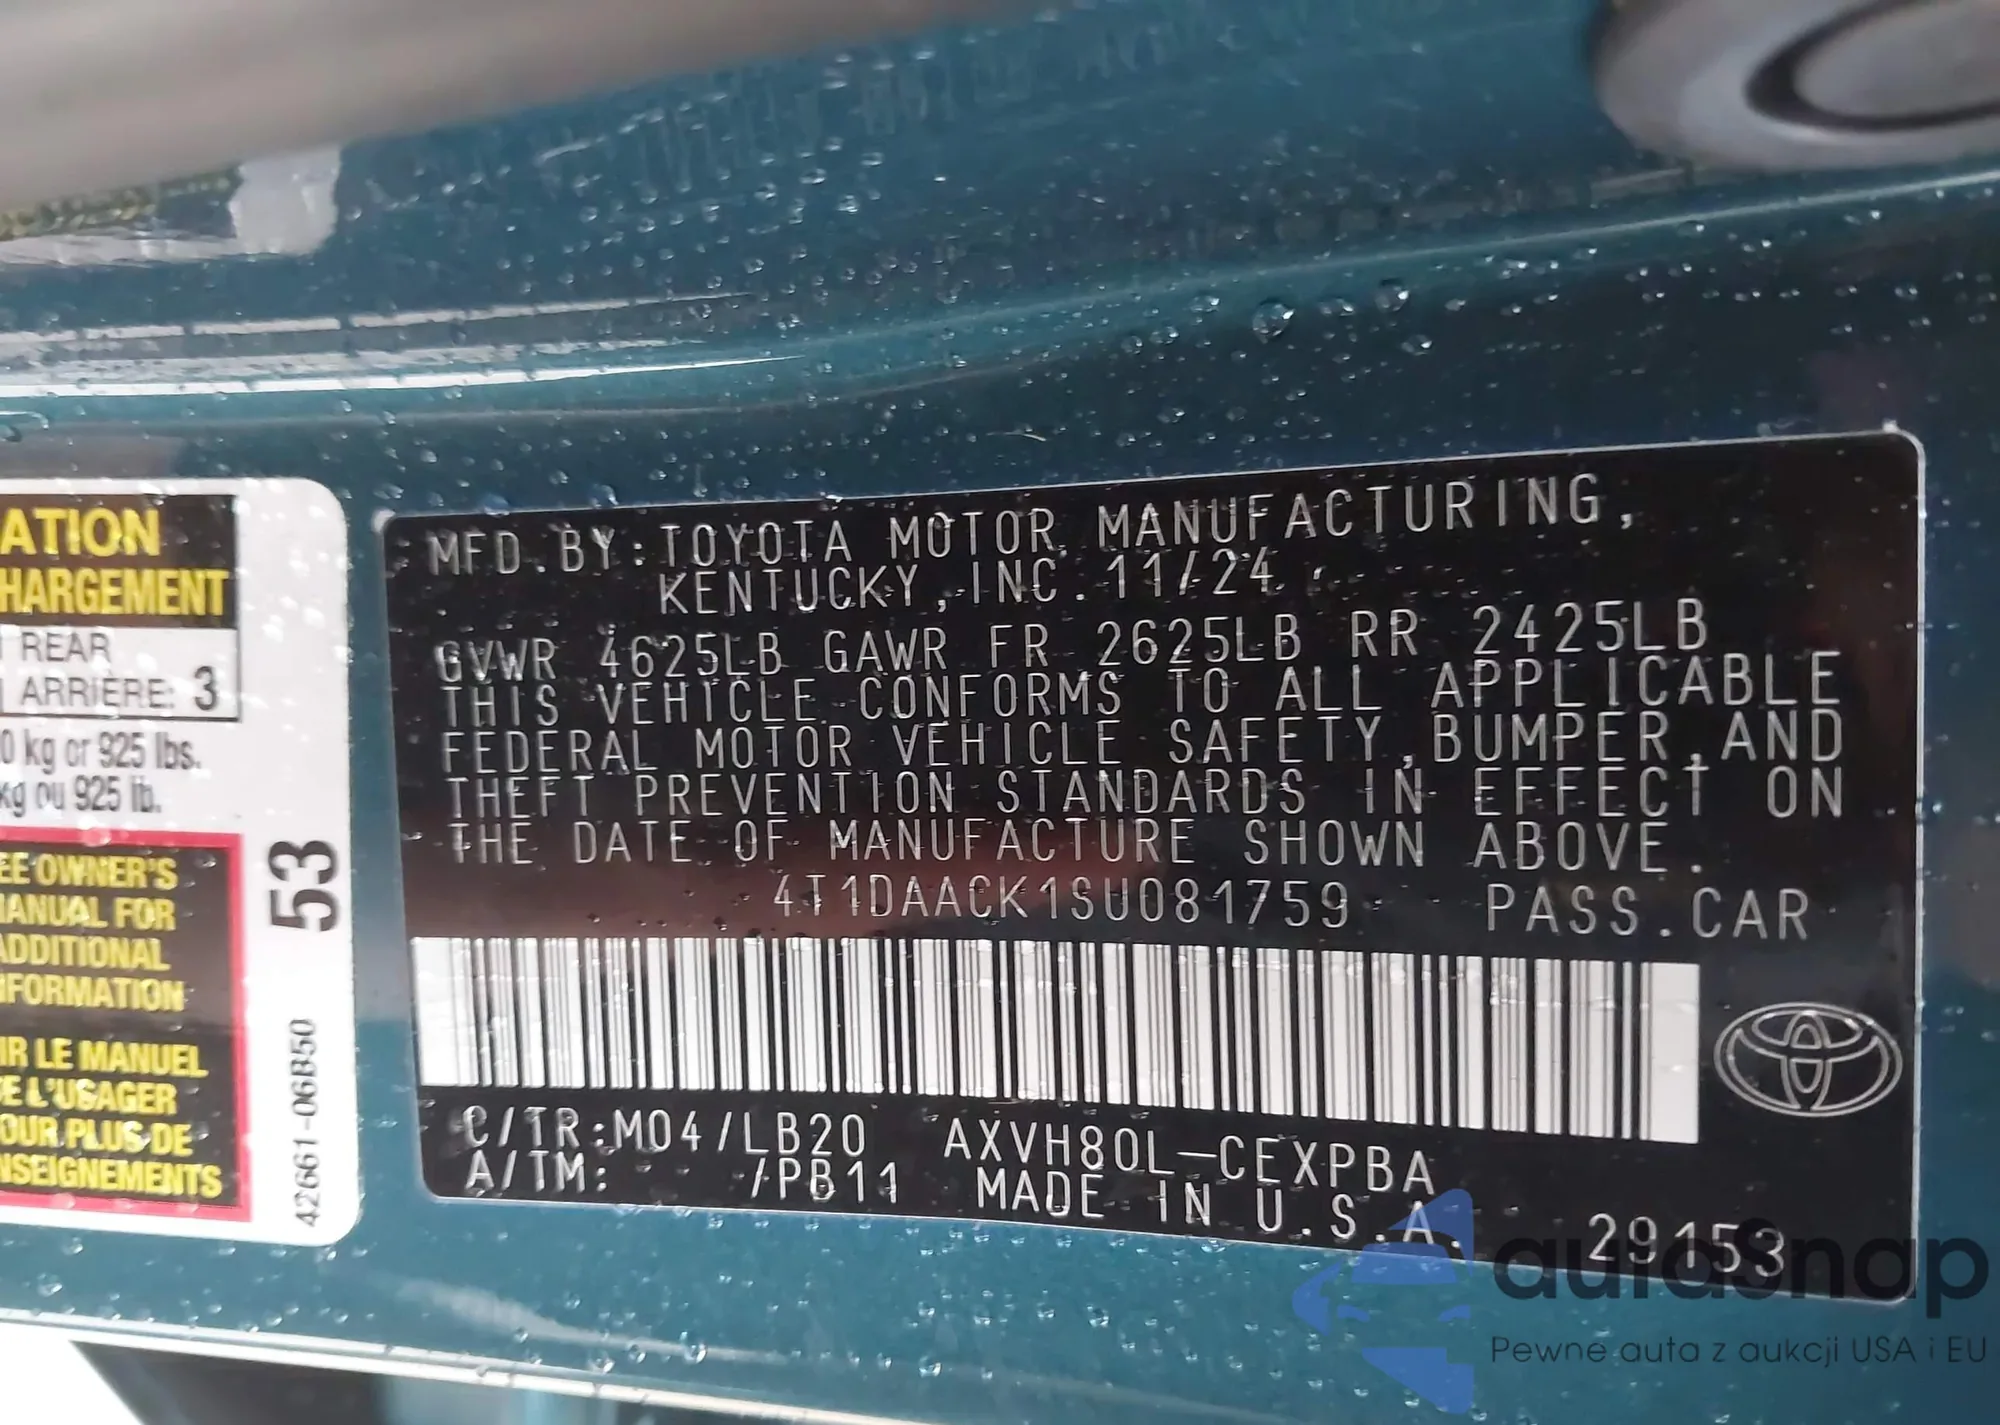 ATION
HARGEMENT
REAR
ARRIÈRE: 3
0 kg or 925 lbs.
kg ou 925 lb.
EE OWNER'S
ANUAL FOR
ADDITIONAL
NFORMATION
IR LE MANUEL
E L'USAGER
OUR PLUS DE
NSEIGNEMENTS
53
42661-06B50
MFD.BY:TOYOTA MOTOR MANUFACTURING,
KENTUCKY,INC. 11/24
GVWR 4625LB GAWR FR 2625LB RR 2425LB
THIS VEHICLE CONFORMS TO ALL APPLICABLE
FEDERAL MOTOR VEHICLE SAFETY,BUMPER,AND
THEFT PREVENTION STANDARDS IN EFFECT ON
THE DATE OF MANUFACTURE SHOWN ABOVE.
4T1DAACK1SU081759 PASS.CAR
C/TR:M04/LB20 AXVH80L-CEXPBA
A/TM: /PB11 MADE IN U.S.A. 29153
autosnap
Pewne auta z aukcji USA i EU